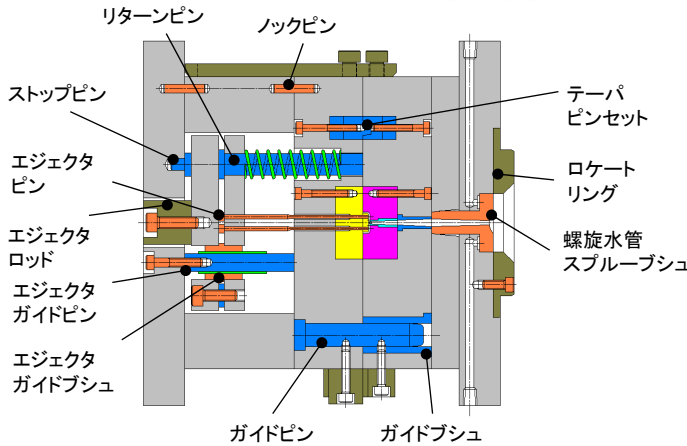 リターンピン
ノックピン
ストップピン
テーパ
ピンセット
エジェクタ
ピン
ロケート
リング
エジェクタ
ロッド
螺旋水管
スプルーブシュ
エジェクタ
ガイドピン
エジェクタ
ガイドブシュ
ガイドピン
ガイドブシュ